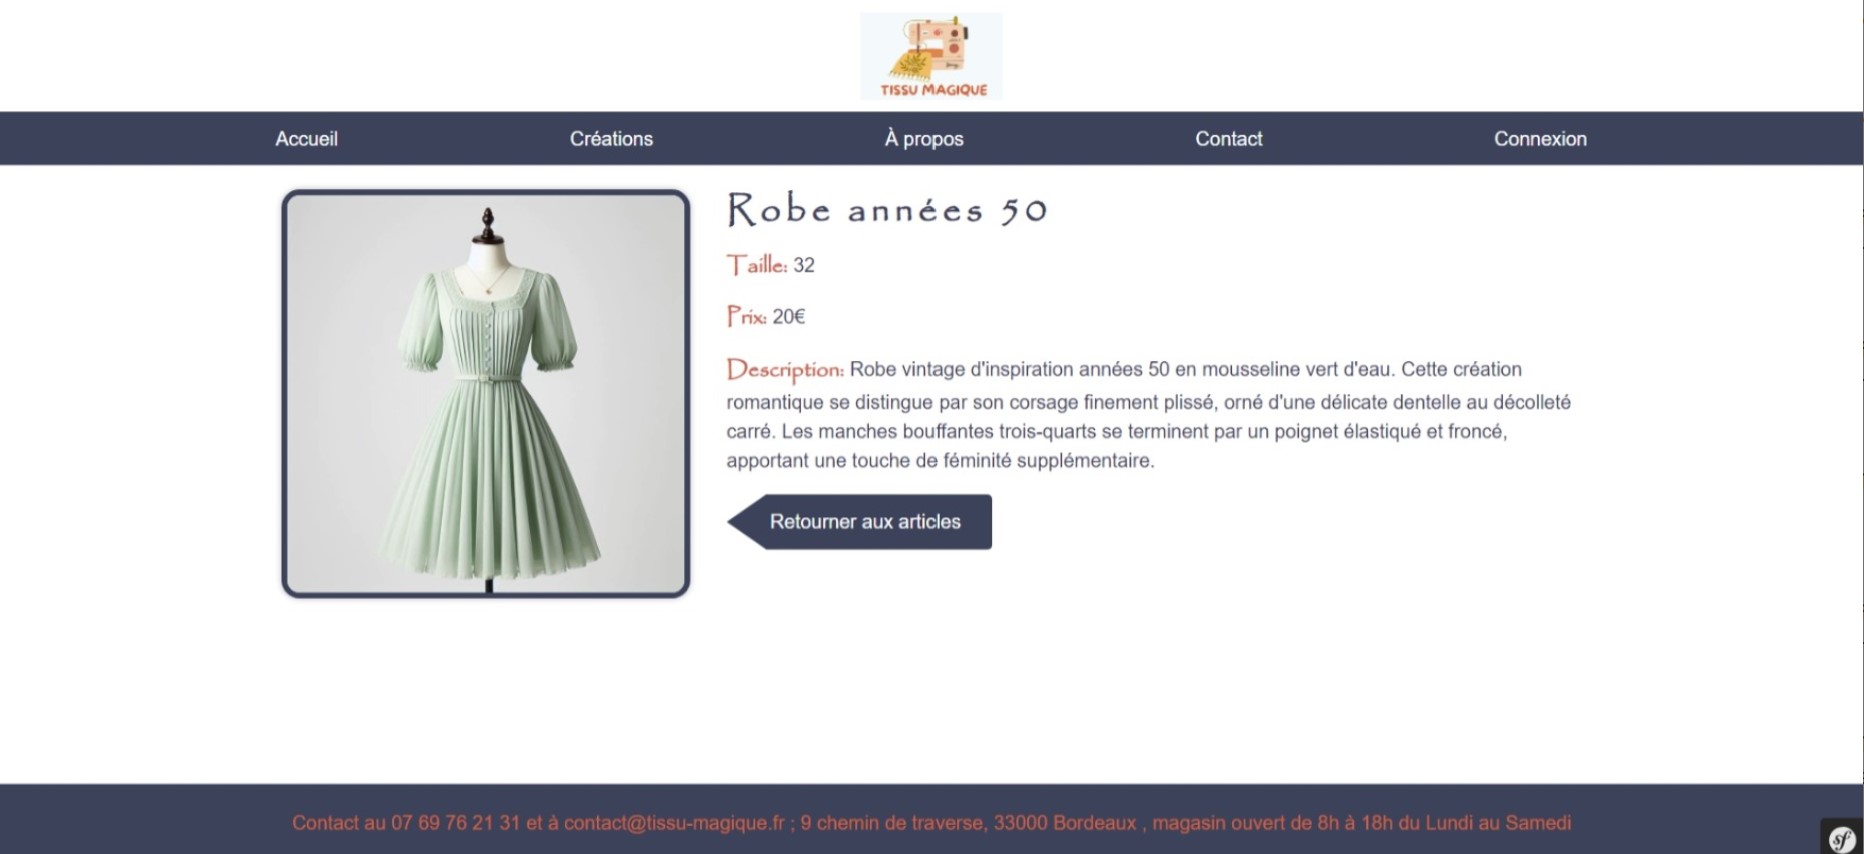 TISSU MAGIQUE
Accueil Créations À propos Contact Connexion
Robe années 50
Taille: 32
Prix: 20€
Description: Robe vintage d'inspiration années 50 en mousseline vert d'eau. Cette création
romantique se distingue par son corsage finement plissé, orné d'une délicate dentelle au décolleté
carré. Les manches bouffantes trois-quarts se terminent par un poignet élastiqué et froncé,
apportant une touche de féminité supplémentaire.
Retourner aux articles
Contact au 07 69 76 21 31 et à contact@tissu-magique.fr ; 9 chemin de traverse, 33000 Bordeaux , magasin ouvert de 8h à 18h du Lundi au Samedi
sf